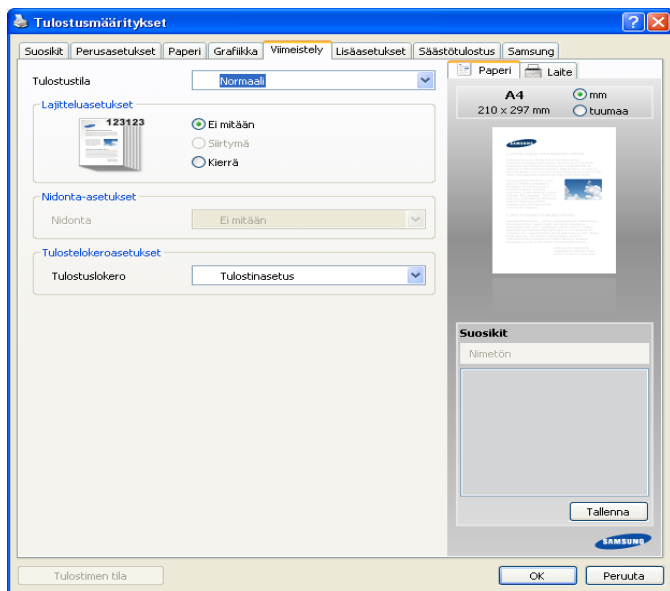 Tulostusmääritykset
Suosikit Perusasetukset Paperi Grafiikka Viimeistely Lisäasetukset Säästötulostus Samsung
Tulostustila Normaali
Lajitteluasetukset
123123
Ei mitään
Siirtymä
Kierrä
Nidonta-asetukset
Nidonta Ei mitään
Tulostelokeroasetukset
Tulostuslokero Tulostinasetus
Paperi Laite
A4 mm
210 x 297 mm tuumaa
SAMSUNG
Suosikit
Nimetön
Tallenna
SAMSUNG
Tulostimen tila OK Peruuta